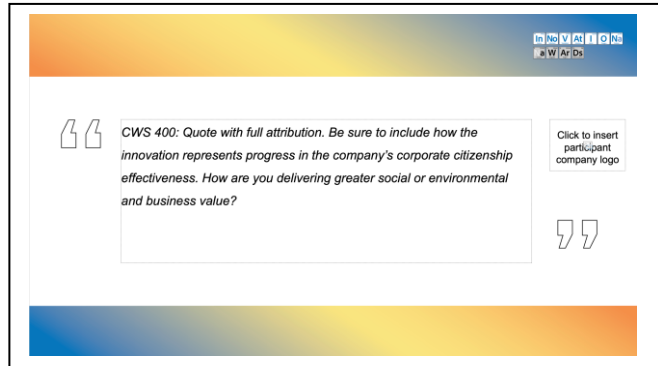 In No V At I O Na
a W Ar Ds
CWS 400: Quote with full attribution. Be sure to include how the
innovation represents progress in the company's corporate citizenship
effectiveness. How are you delivering greater social or environmental
and business value?
Click to insert
participant
company logo